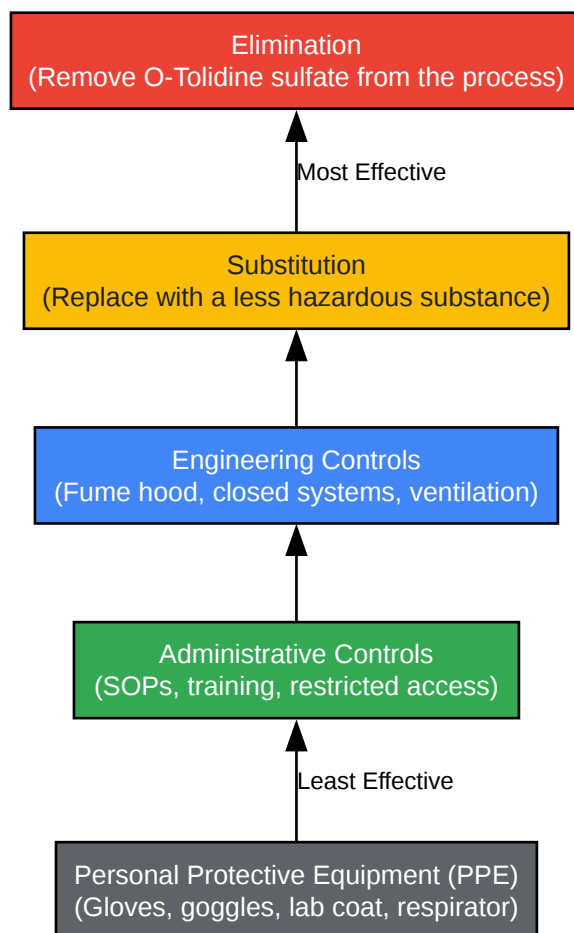 Elimination
(Remove O-Tolidine sulfate from the process)
Most Effective
Substitution
(Replace with a less hazardous substance)
Engineering Controls
(Fume hood, closed systems, ventilation)
Administrative Controls
(SOPs, training, restricted access)
Least Effective
Personal Protective Equipment (PPE)
(Gloves, goggles, lab coat, respirator)